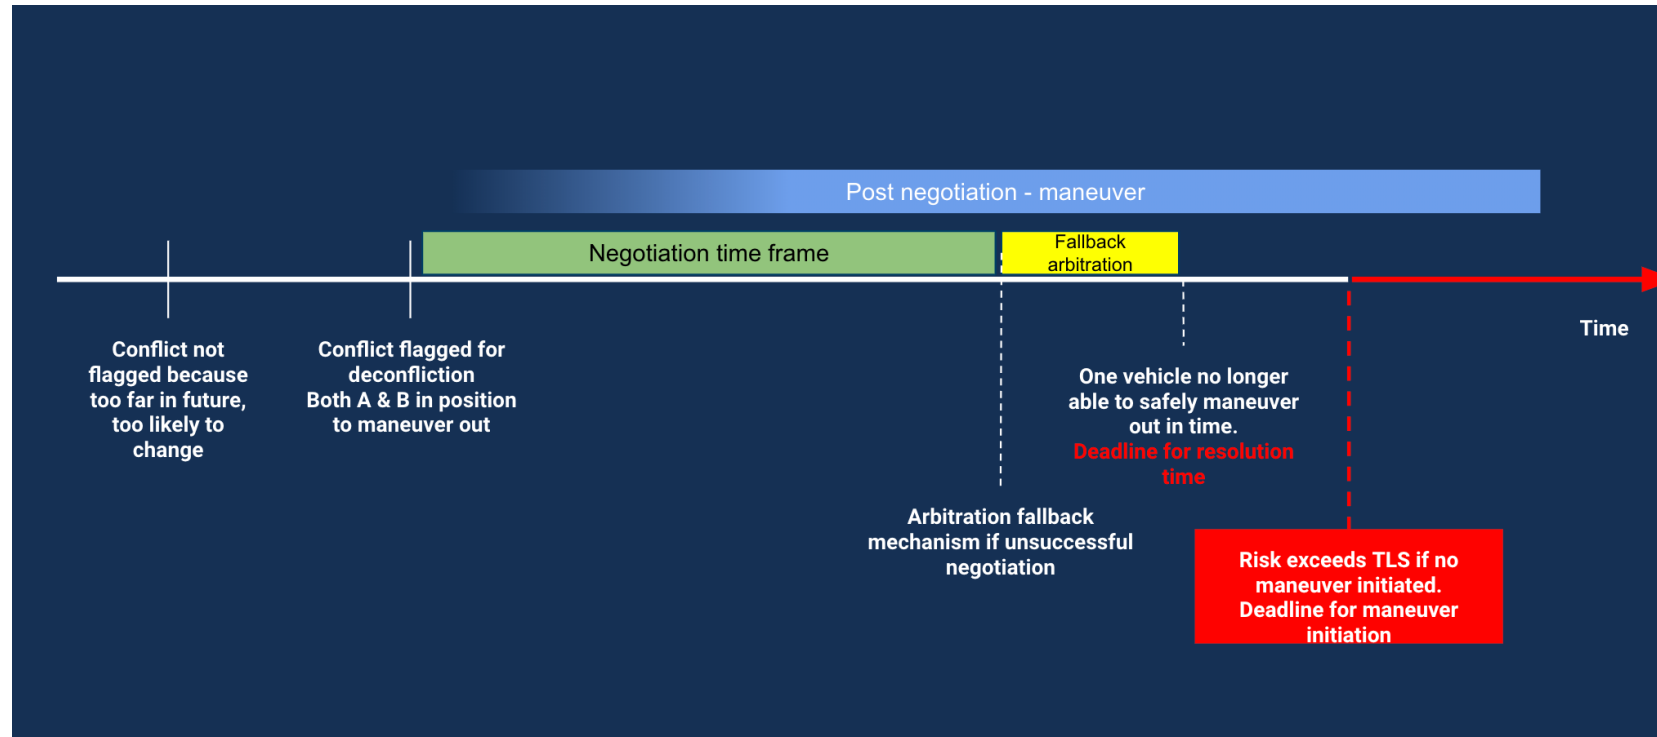 Post negotiation - maneuver
Negotiation time frame
Fallback
arbitration
Time
Conflict not
flagged because
too far in future,
too likely to
change
Conflict flagged for
deconfliction
Both A & B in position
to maneuver out
One vehicle no longer
able to safely maneuver
out in time.
Deadline for resolution
time
Arbitration fallback
mechanism if unsuccessful
negotiation
Risk exceeds TLS if no
maneuver initiated.
Deadline for maneuver
initiation